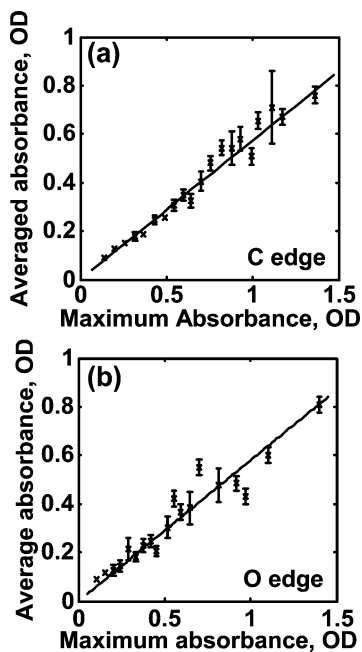 (a)
Averaged absorbance, OD
1
0.8
0.6
0.4
0.2
0
C edge
0.5
1
1.5
Maximum Absorbance, OD
(b)
Average absorbance, OD
1
0.8
0.6
0.4
0.2
0
O edge
0
0.5
1
1.5
Maximum absorbance, OD